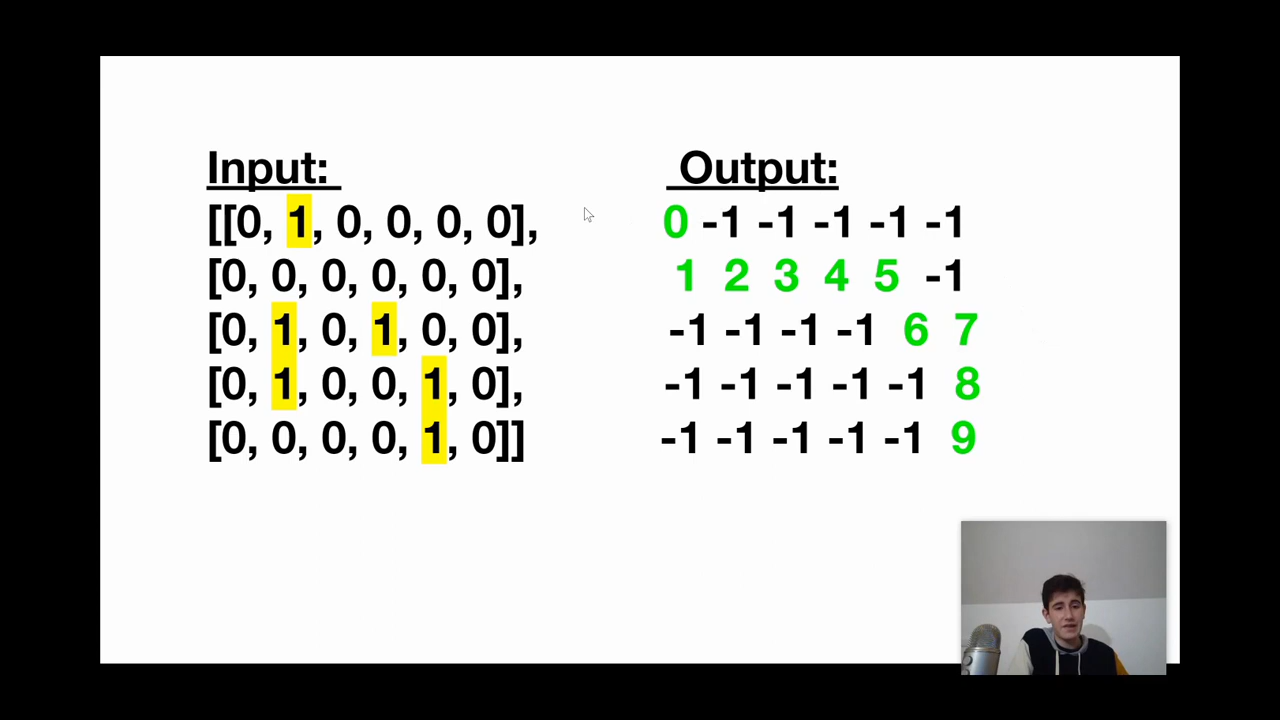 Input:
[[0, 1, 0, 0, 0, 0],
[0, 0, 0, 0, 0, 0],
[0, 1, 0, 1, 0, 0],
[0, 1, 0, 0, 1, 0],
[0, 0, 0, 0, 1, 0]]
Output:
0 -1 -1 -1 -1 -1
1 2 3 4 5 -1
-1 -1 -1 -1 6 7
-1 -1 -1 -1 -1 8
-1 -1 -1 -1 -1 9